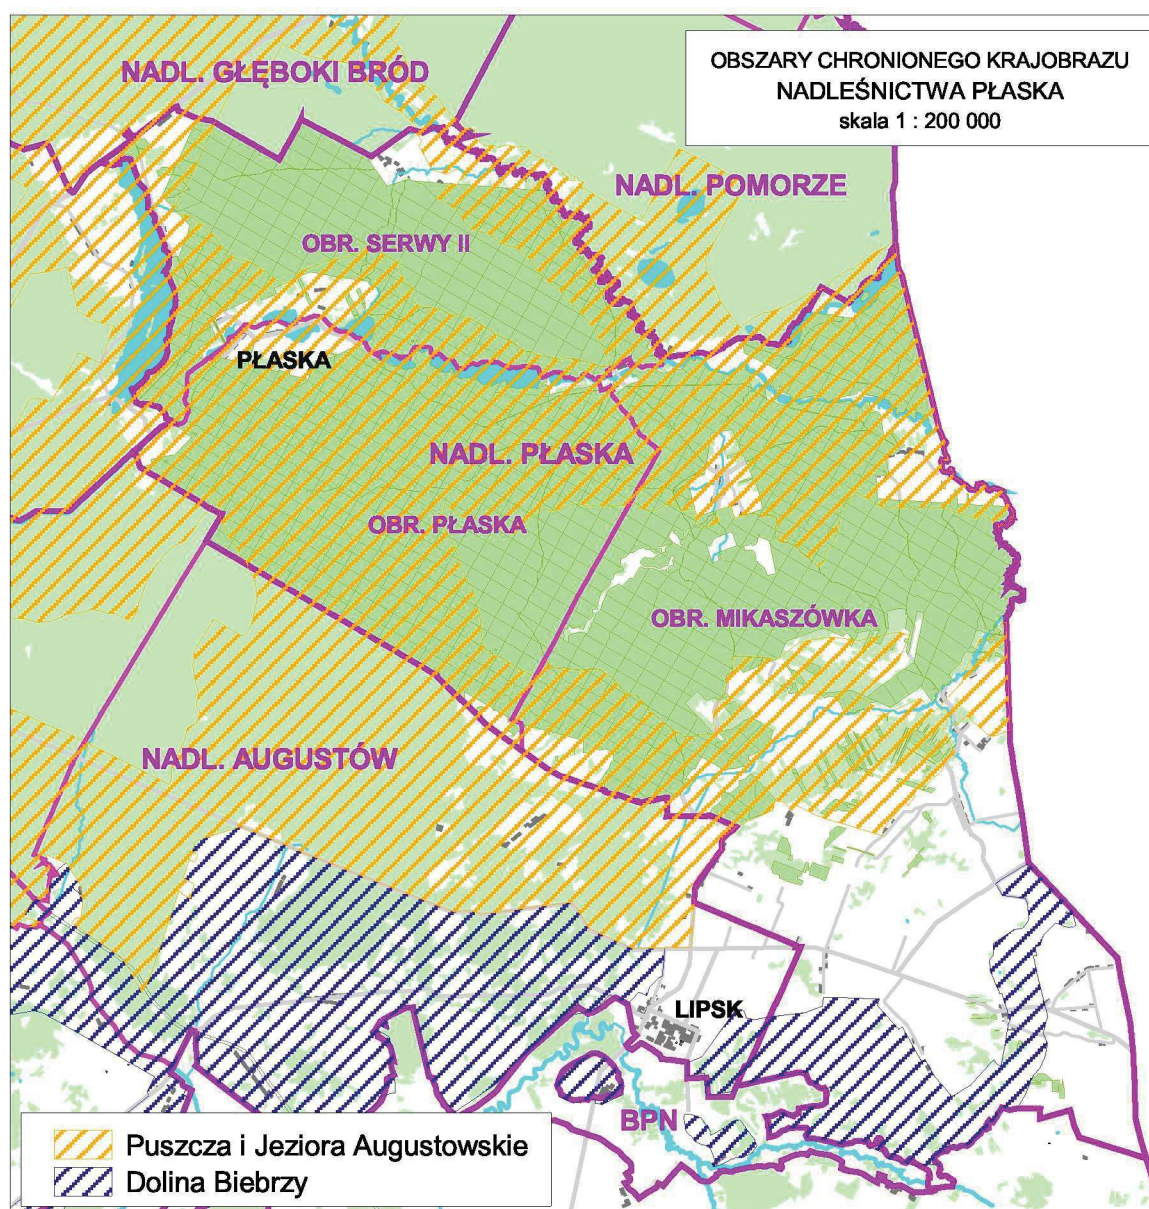 OBSZARY CHRONIONEGO KRAJOBRAZU
NADLEŚNICTWA PŁASKA
skala 1 : 200 000
NADL. GŁĘBOKI BRÓD
NADL. POMORZE
OBR. SERWY II
PŁASKA
NADL. PŁASKA
OBR. PŁASKA
OBR. MIKASZÓWKA
NADL. AUGUSTÓW
LIPSK
BPN
Puszcza i Jeziora Augustowskie
Dolina Biebrzy